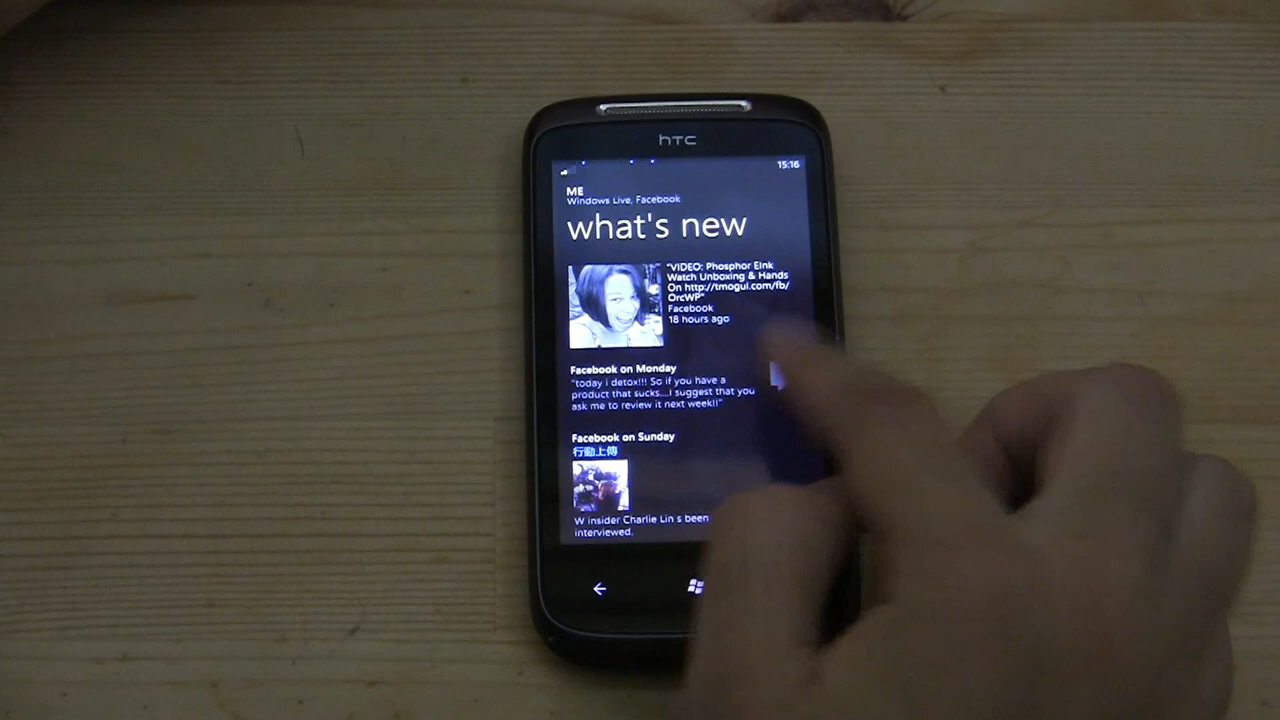 hTC
15:16
ME
Windows Live, Facebook
what's new
"VIDEO: Phosphor EInk
Watch Unboxing & Hands
On http://tmogul.com/fb/
OrcWP"
Facebook
18 hours ago
Facebook on Monday
"today i detox!!! So if you have a
product that sucks....I suggest that you
ask me to review it next week!!"
Facebook on Sunday
行動上傳
W insider Charlie Lin s been
interviewed.